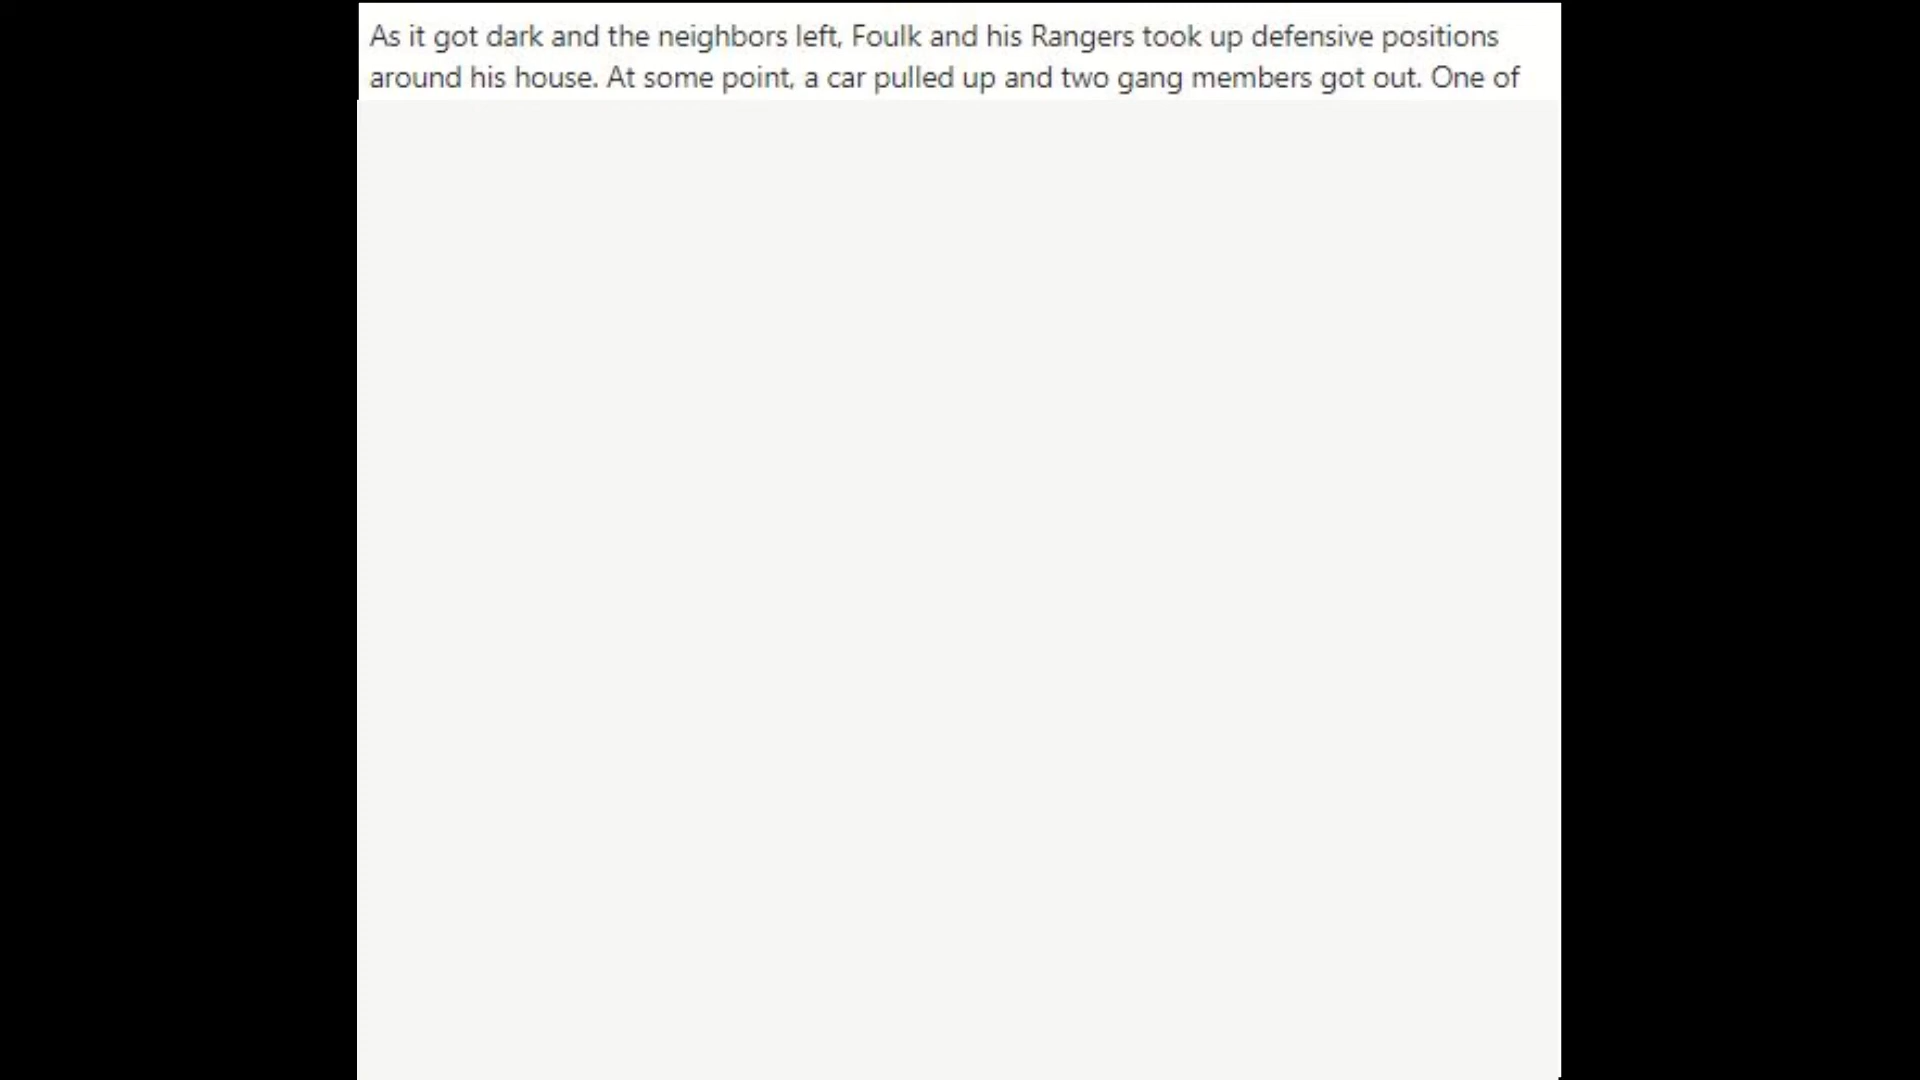 As it got dark and the neighbors left, Foulk and his Rangers took up defensive positions
around his house. At some point, a car pulled up and two gang members got out. One of